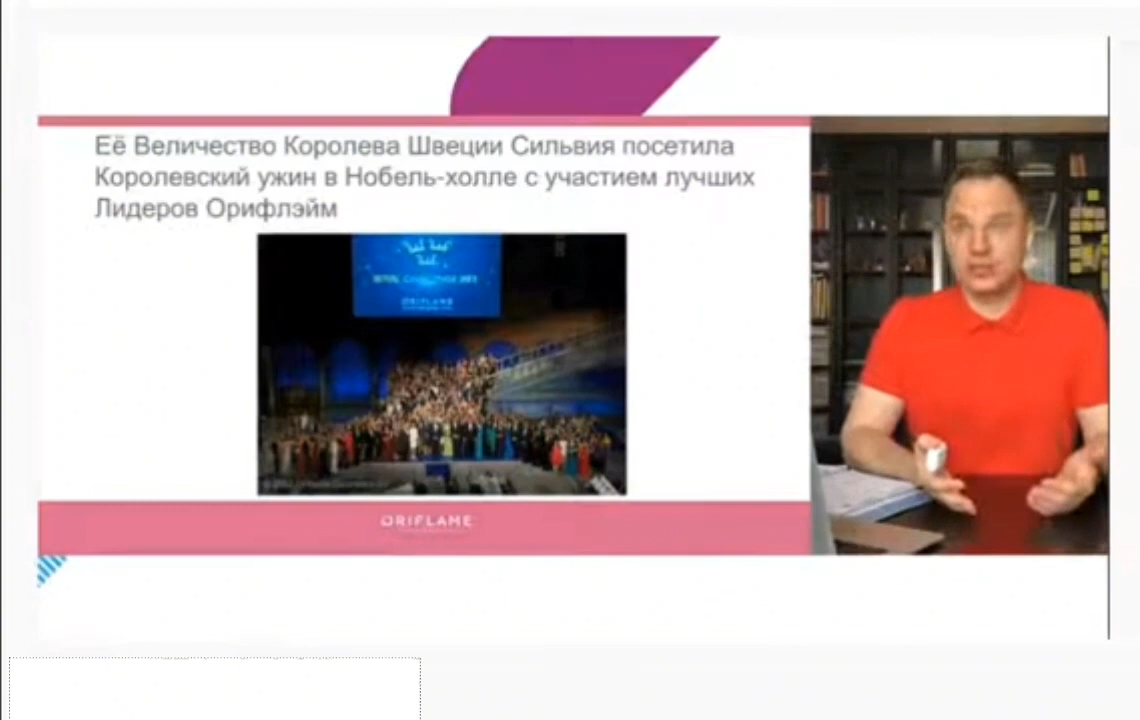 Её Величество Королева Швеции Сильвия посетила
Королевский ужин в Нобель-холле с участием лучших
Лидеров Орифлэйм
ORIFLAME
ORIFLAME